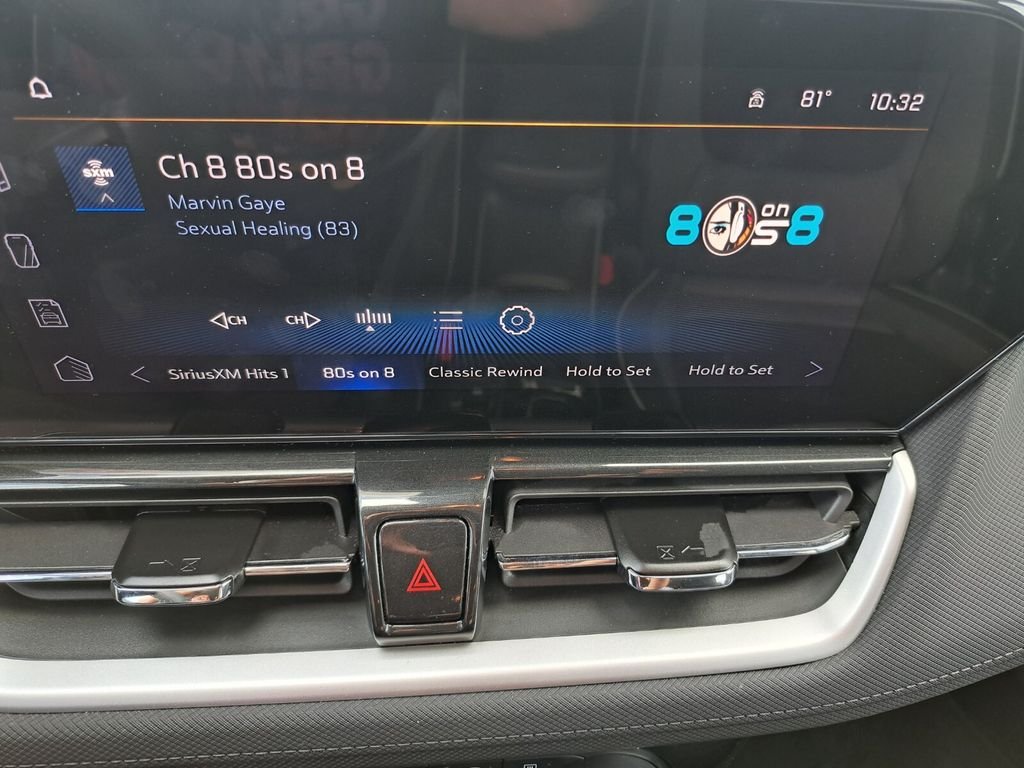 81° 10:32
sxm
Ch 8 80s on 8
Marvin Gaye
Sexual Healing (83)
80s on 8
CH CH
SiriusXM Hits 1 80s on 8 Classic Rewind Hold to Set Hold to Set